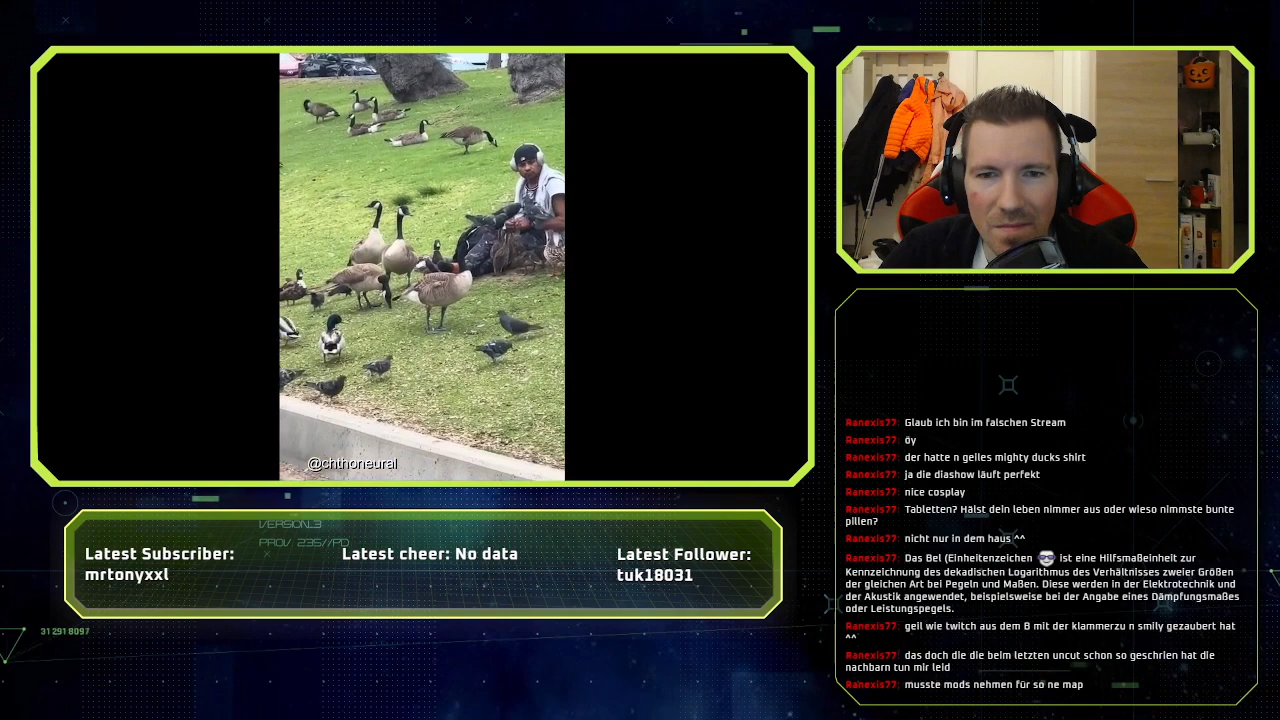 @chthoneural
VERSION_3
Latest Subscriber:
mrtonyxxl
Latest cheer: No data
Latest Follower:
tuk18031
312918097
Ranexis77: Glaub ich bin im falschen Stream
Ranexis77: öy
Ranexis77: der hatte n geiles mighty ducks shirt
Ranexis77: ja die diashow läuft perfekt
Ranexis77: nice cosplay
Ranexis77: Tabletten? Hälst dein leben nimmer aus oder wieso nimmste bunte
pillen?
Ranexis77: nicht nur in dem haus ^^
Ranexis77: Das Bel (Einheitenzeichen ist eine Hilfsmaßeinheit zur
Kennzeichnung des dekadischen Logarithmus des Verhältnisses zweier Größen
der gleichen Art bei Pegeln und Maßen. Diese werden in der Elektrotechnik und
der Akustik angewendet, beispielsweise bei der Angabe eines Dämpfungsmaßes
oder Leistungspegels.
Ranexis77: geil wie twitch aus dem B mit der klammerzu n smily gezaubert hat
^^
Ranexis77: das doch die die beim letzten uncut schon so geschrien hat die
nachbarn tun mir leid
Ranexis77: musste mods nehmen für so ne map